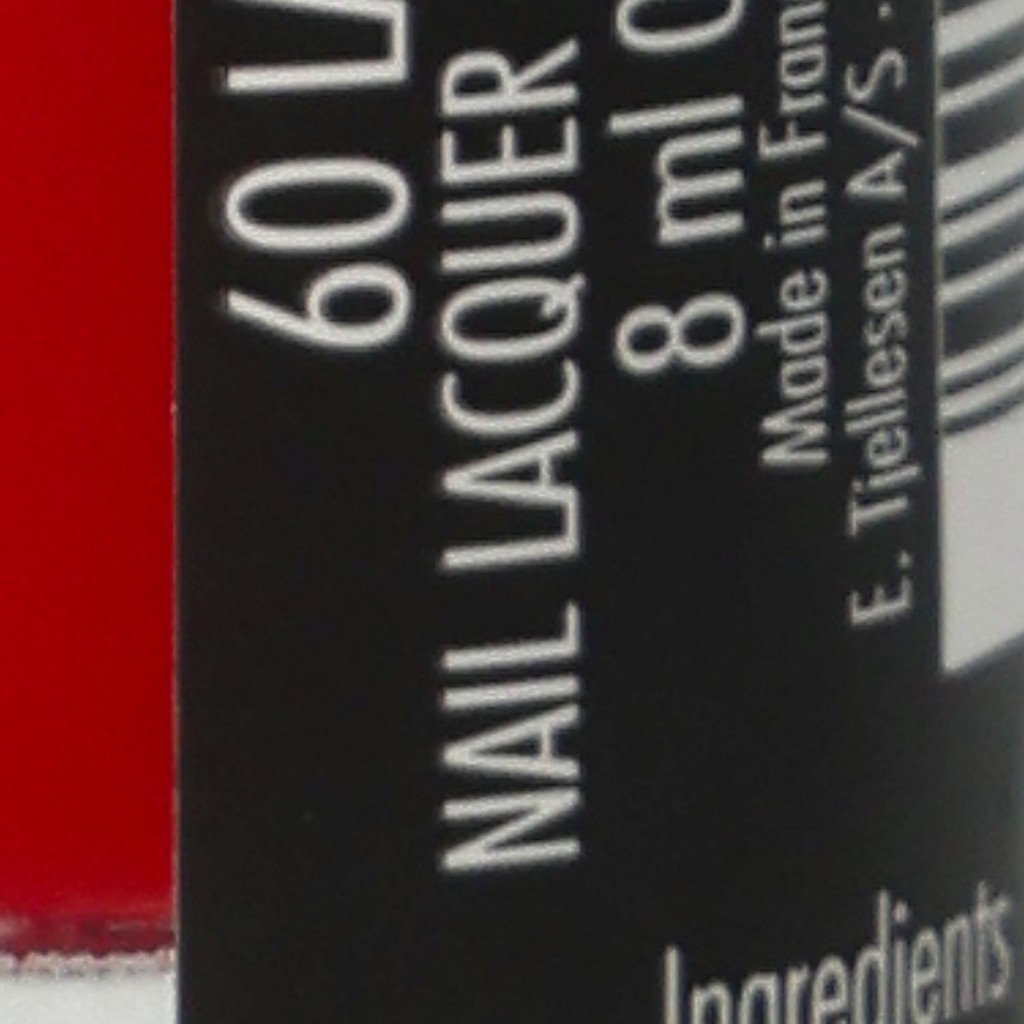 60
NAIL LACQUER
8 ml
Made in
E. Tjellesen A/S
Ingredients